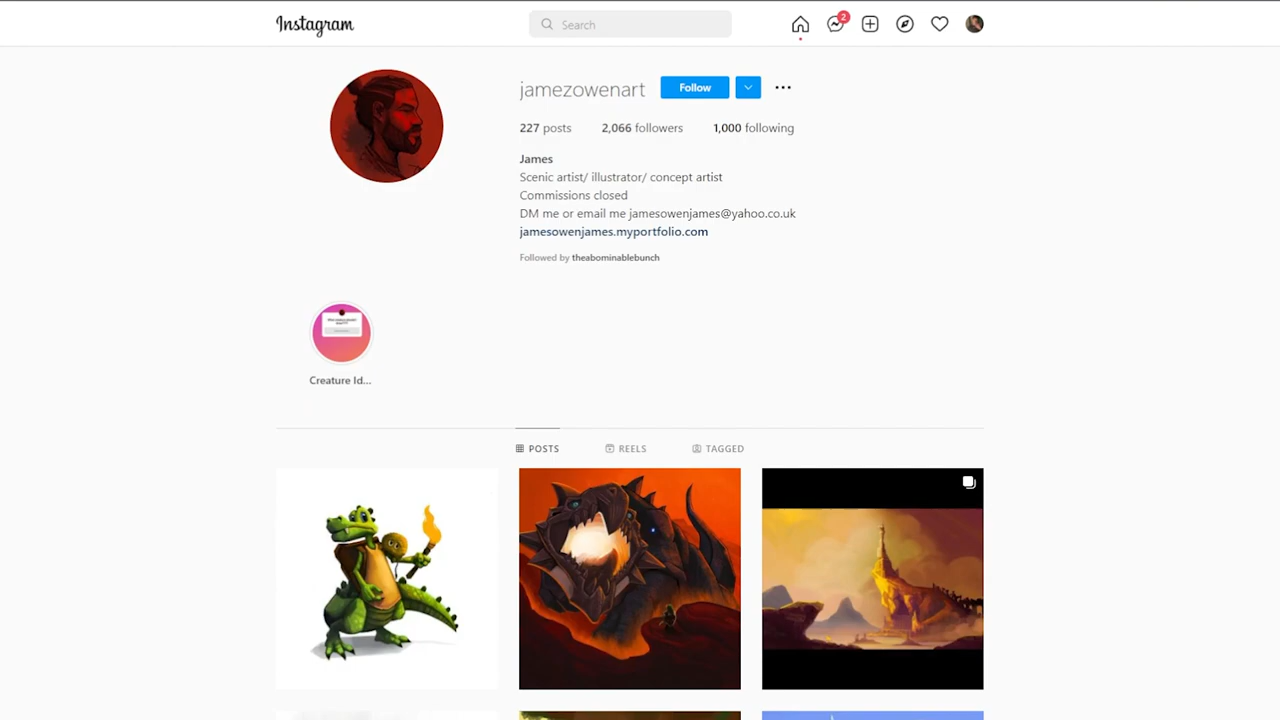 Instagram
Search
2
jamezowenart Follow
227 posts 2,066 followers 1,000 following
James
Scenic artist/ illustrator/ concept artist
Commissions closed
DM me or email me jamesowenjames@yahoo.co.uk
jamesowenjames.myportfolio.com
Followed by theabominablebunch
Creature Id...
POSTS REELS TAGGED